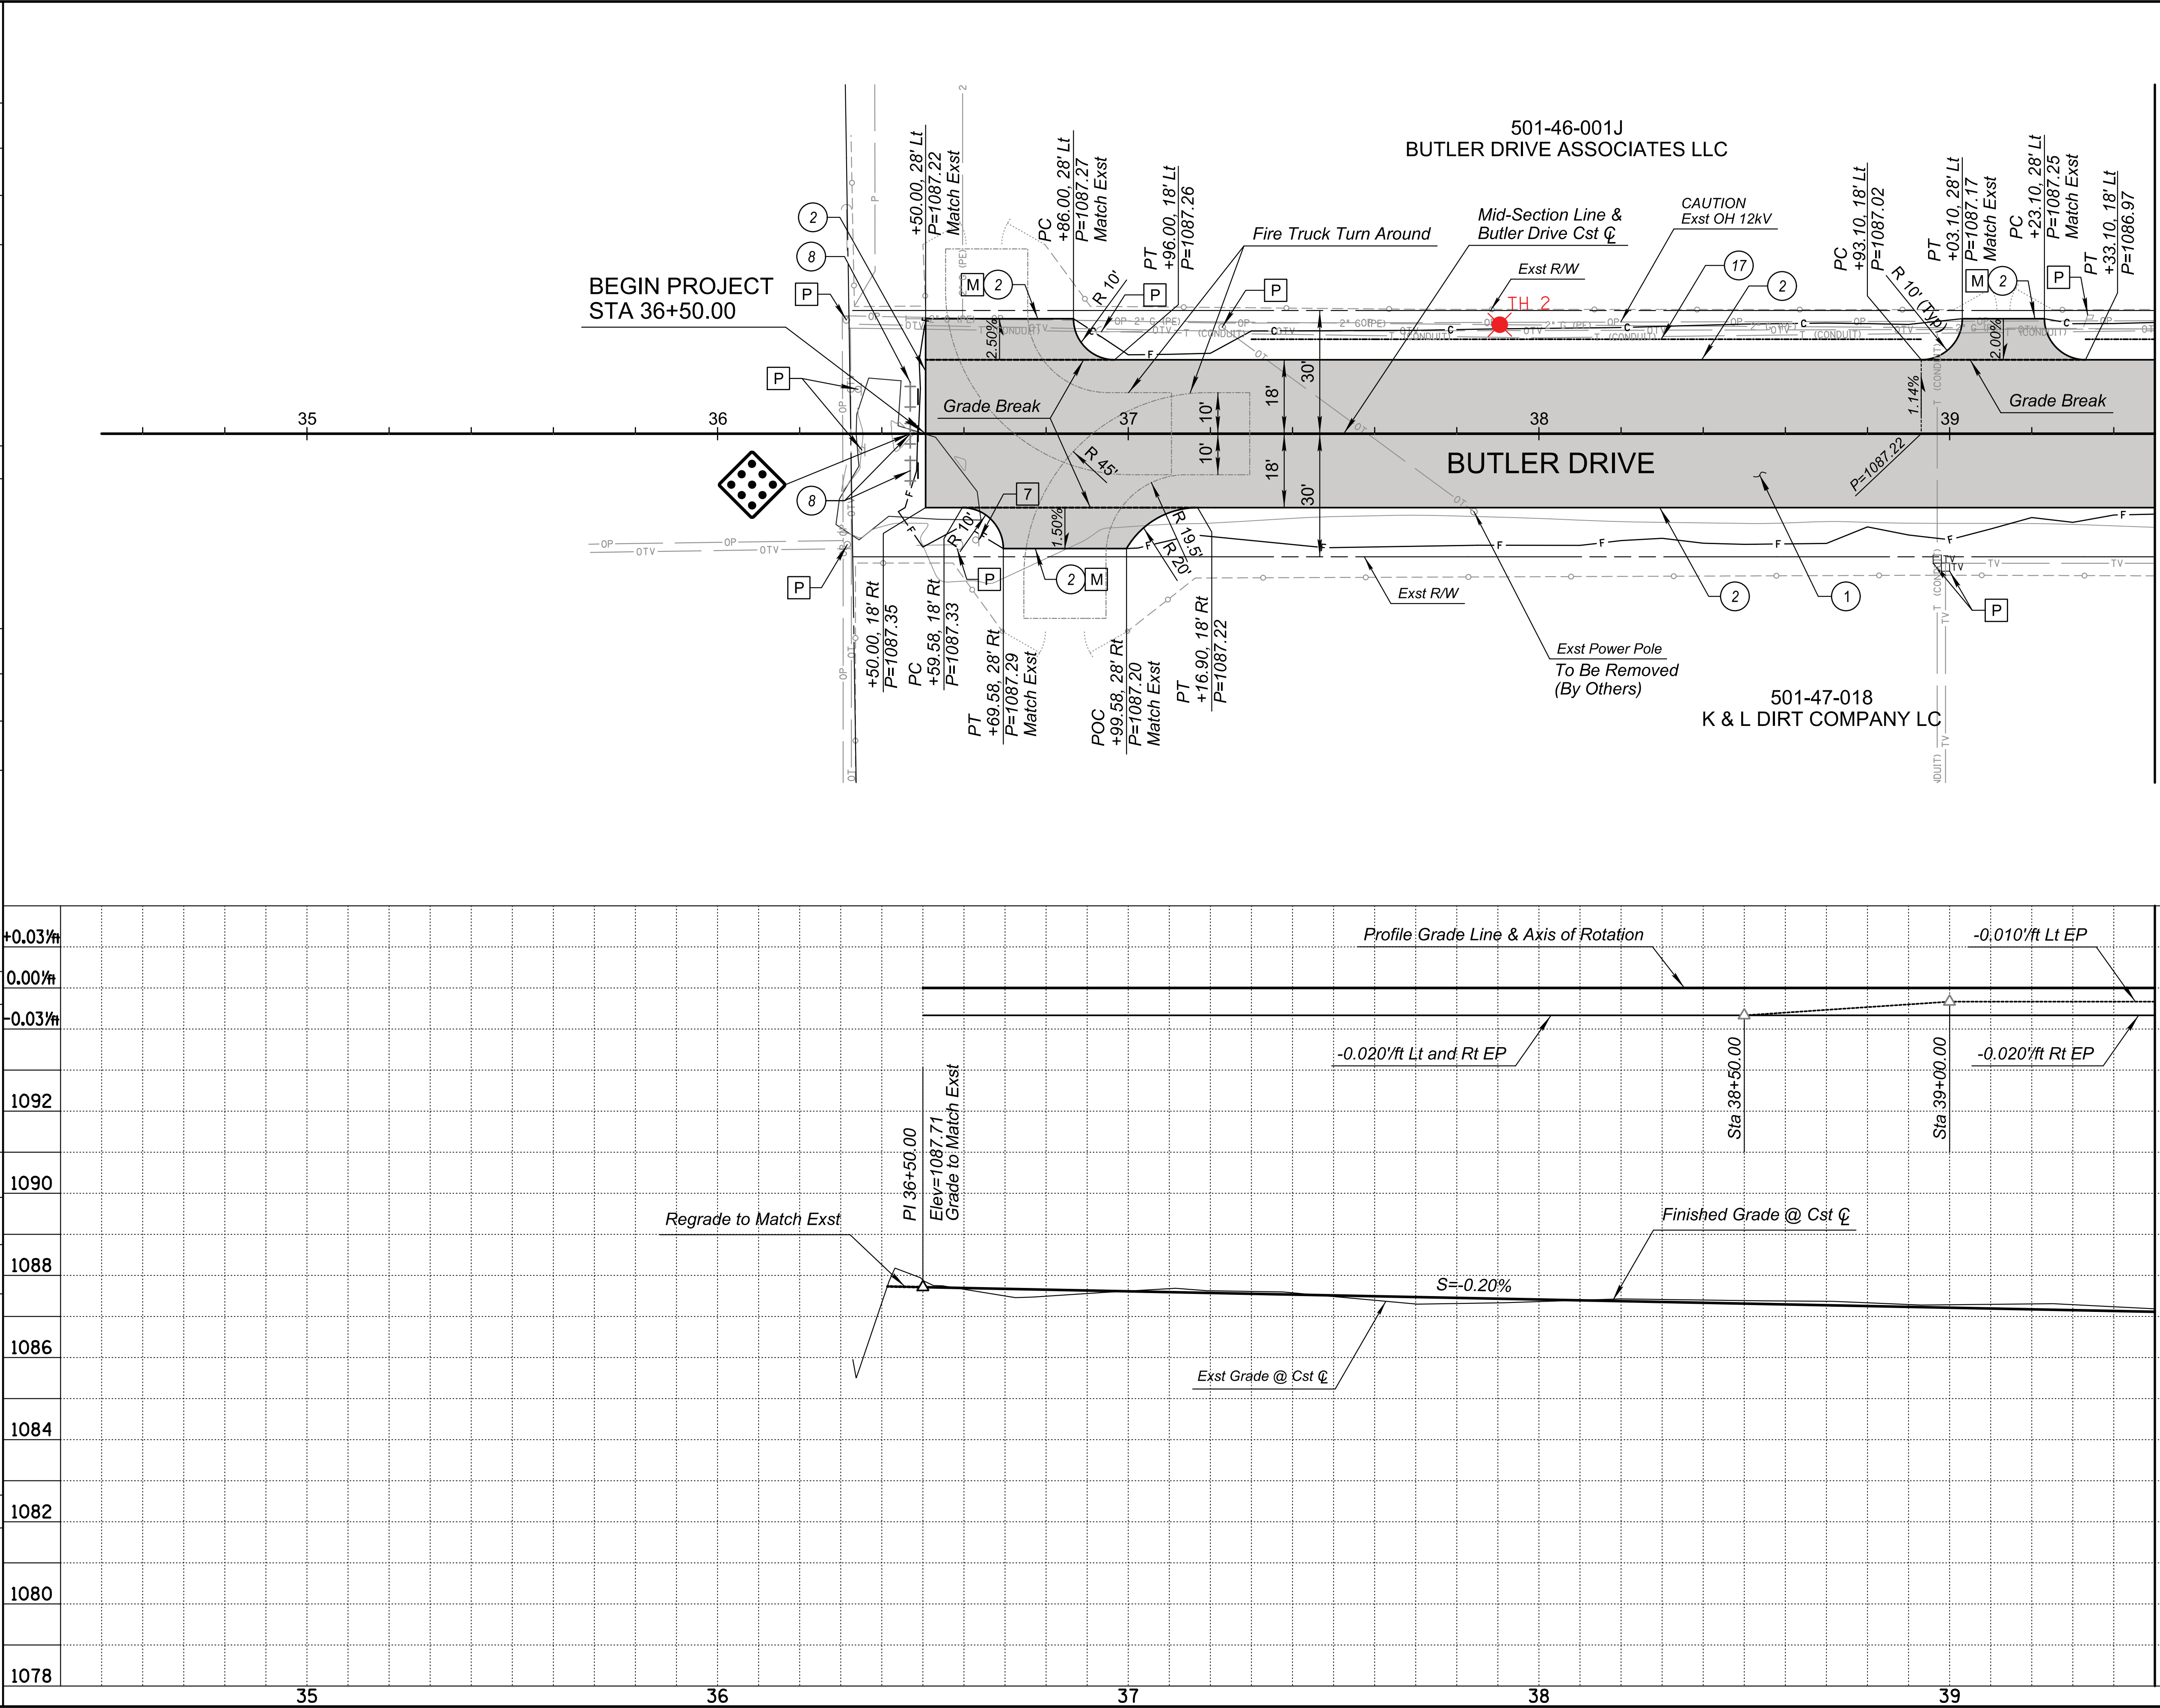 501-46-001J
BUTLER DRIVE ASSOCIATES LLC
+50.00, 28' Lt
P=1087.22
Match Exst
PC
+86.00, 28' Lt
P=1087.27
Match Exst
PT
+96.00, 18' Lt
P=1087.26
Fire Truck Turn Around
Mid-Section Line &
Butler Drive Cst ℄
CAUTION
Exst OH 12kV
PC
+93.10, 18' Lt
P=1087.02
PT
+03.10, 28' Lt
P=1087.17
Match Exst
PC
+23.10, 28' Lt
P=1087.25
Match Exst
PT
+33.10, 18' Lt
P=1086.97
2
8
BEGIN PROJECT
STA 36+50.00
P
M 2
R 10'
P
P
Exst R/W
TH 2
17
2
R 10' (Typ)
M 2
P
2.50%
2.00%
30'
18'
10'
1.14%
P
Grade Break
Grade Break
35
36
37
38
39
10'
18'
30'
R 45'
BUTLER DRIVE
P=1087.22
8
7
R 10'
1.50%
R 19.5'
R 20'
P
P
2 M
Exst R/W
2
1
P
+50.00, 18' Rt
P=1087.35
PC
+59.58, 18' Rt
P=1087.33
PT
+69.58, 28' Rt
P=1087.29
Match Exst
POC
+99.58, 28' Rt
P=1087.20
Match Exst
PT
+16.90, 18' Rt
P=1087.22
Exst Power Pole
To Be Removed
(By Others)
501-47-018
K & L DIRT COMPANY LC
+0.03'/ft
0.00'/ft
-0.03'/ft
Profile Grade Line & Axis of Rotation
-0.010'/ft Lt EP
-0.020'/ft Lt and Rt EP
-0.020'/ft Rt EP
Sta 38+50.00
Sta 39+00.00
PI 36+50.00
Elev=1087.71
Grade to Match Exst
Regrade to Match Exst
Finished Grade @ Cst ℄
S=-0.20%
Exst Grade @ Cst ℄
1092
1090
1088
1086
1084
1082
1080
1078
35
36
37
38
39